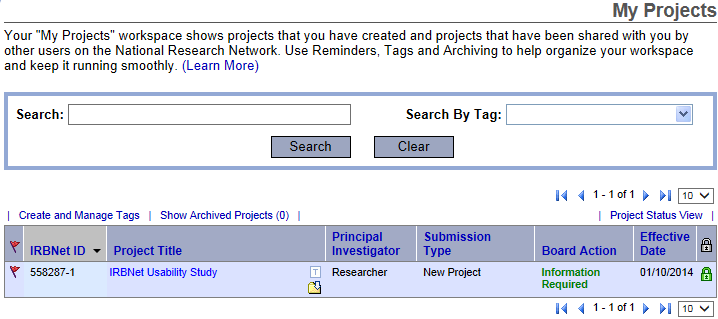 My Projects
Your "My Projects" workspace shows projects that you have created and projects that have been shared with you by
other users on the National Research Network. Use Reminders, Tags and Archiving to help organize your workspace
and keep it running smoothly. (Learn More)
Search: Search By Tag:
Search Clear
1 - 1 of 1 10
| Create and Manage Tags | Show Archived Projects (0) | | Project Status View |
IRBNet ID Project Title Principal Investigator Submission Type Board Action Effective Date
558287-1 IRBNet Usability Study T Researcher New Project Information Required 01/10/2014
1 - 1 of 1 10